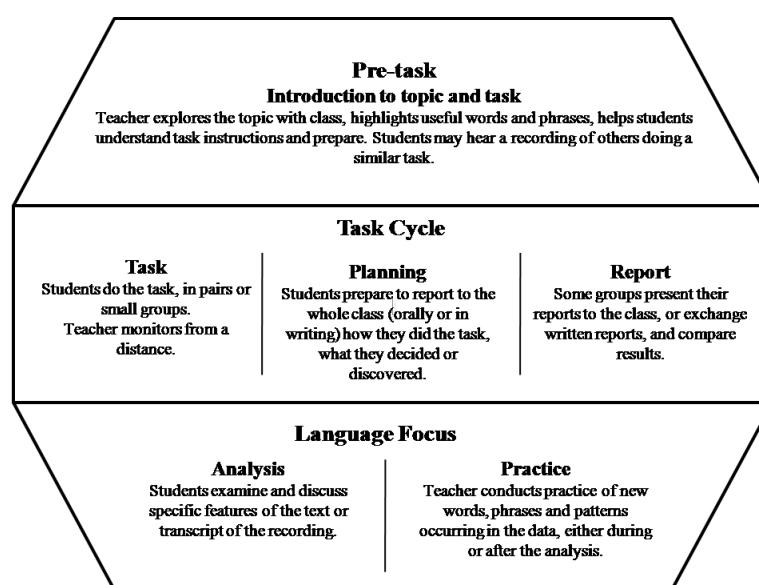 Pre-task
Introduction to topic and task
Teacher explores the topic with class, highlights useful words and phrases, helps students
understand task instructions and prepare. Students may hear a recording of others doing a
similar task.
Task Cycle
Task
Students do the task, in pairs or
small groups.
Teacher monitors from a
distance.
Planning
Students prepare to report to the
whole class (orally or in
writing) how they did the task,
what they decided or
discovered.
Report
Some groups present their
reports to the class, or exchange
written reports, and compare
results.
Language Focus
Analysis
Students examine and discuss
specific features of the text or
transcript of the recording.
Practice
Teacher conducts practice of new
words, phrases and patterns
occurring in the data, either during
or after the analysis.